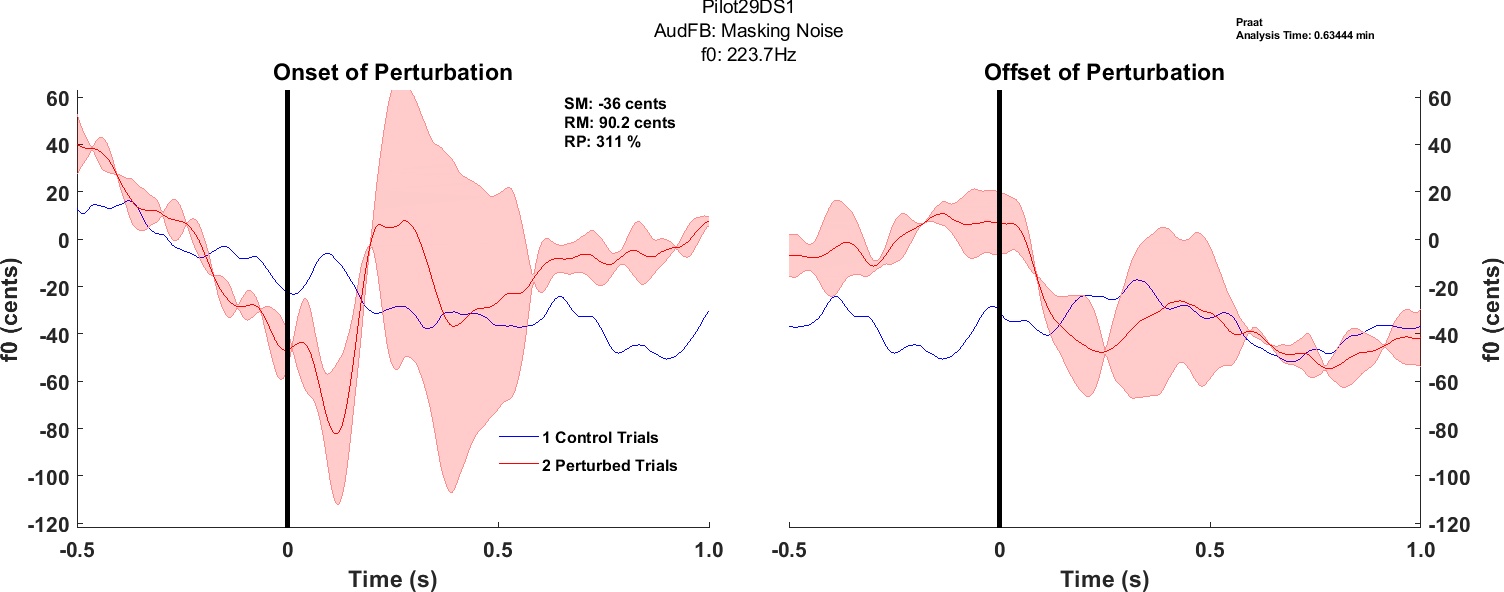 Pilot29DS1
AudFB: Masking Noise
f0: 223.7Hz
Praat
Analysis Time: 0.63444 min
Onset of Perturbation
Offset of Perturbation
SM: -36 cents
RM: 90.2 cents
RP: 311 %
60
40
20
0
-20
-40
-60
-80
-100
-120
f0 (cents)
-0.5
0
0.5
1.0
Time (s)
1 Control Trials
2 Perturbed Trials
-0.5
0
0.5
1.0
Time (s)
60
40
20
0
-20
-40
-60
-80
-100
-120
f0 (cents)